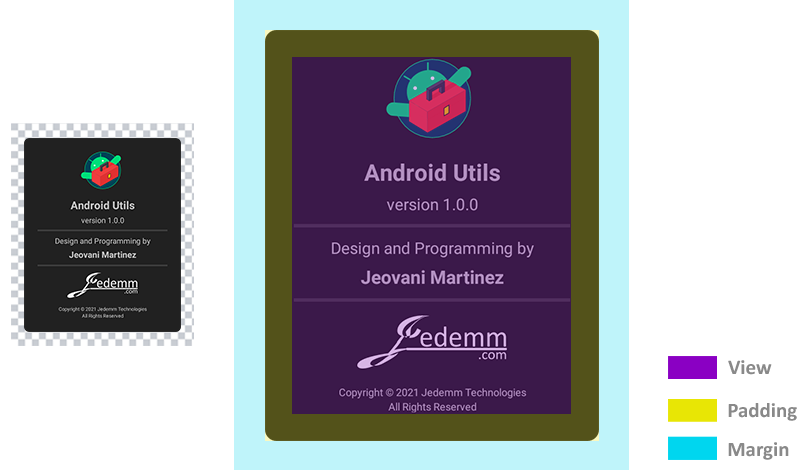 Android Utils
version 1.0.0
Design and Programming by
Jeovani Martinez
Jedemm
.com
Copyright © 2021 Jedemm Technologies
All Rights Reserved
Android Utils
version 1.0.0
Design and Programming by
Jeovani Martinez
Jedemm
.com
Copyright © 2021 Jedemm Technologies
All Rights Reserved
View
Padding
Margin